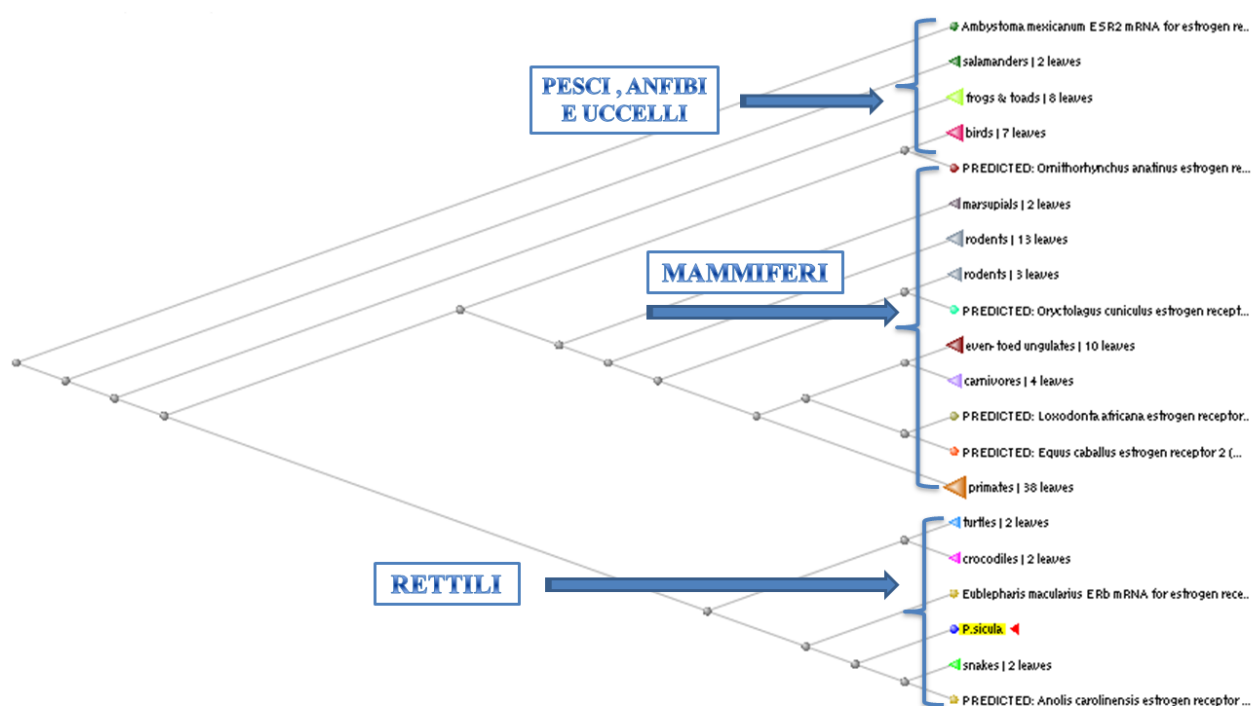 Ambystoma mexicanum ESR2 mRNA for estrogen re...
salamanders | 2 leaves
PESCI , ANFIBI
E UCCELLI
frogs & toads | 8 leaves
birds | 7 leaves
PREDICTED: Ornithorhynchus anatinus estrogen re...
marsupials | 2 leaves
rodents | 13 leaves
MAMMIFERI
rodents | 3 leaves
PREDICTED: Oryctolagus cuniculus estrogen recept...
even-toed ungulates | 10 leaves
carnivores | 4 leaves
PREDICTED: Loxodonta africana estrogen receptor...
PREDICTED: Equus caballus estrogen receptor 2 (...
primates | 38 leaves
turtles | 2 leaves
crocodiles | 2 leaves
RETTILI
Eublepharis macularius ERb mRNA for estrogen rece...
P.sicula
snakes | 2 leaves
PREDICTED: Anolis carolinensis estrogen receptor ...